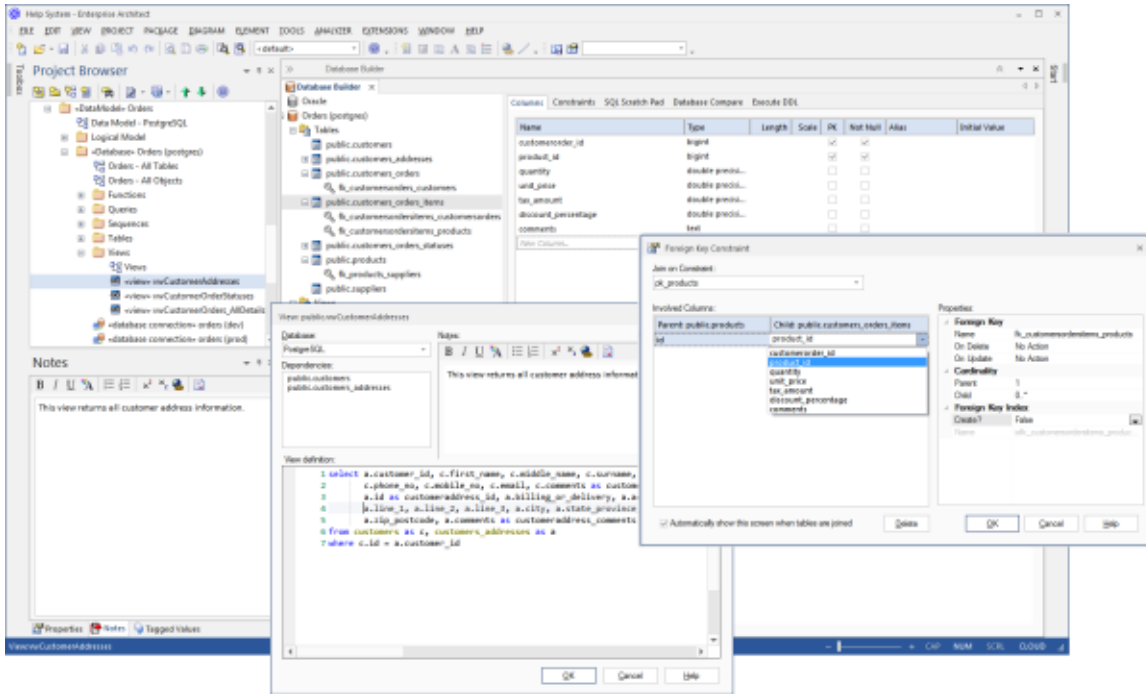 Help System - Enterprise Architect
FILE EDIT VIEW PROJECT PACKAGE DIAGRAM ELEMENT TOOLS ANALYZER EXTENSIONS WINDOW HELP
<default>
Toolbox
Project Browser
«DataModel» Orders
Data Model - PostgreSQL
Logical Model
«Database» Orders (postgres)
Orders - All Tables
Orders - All Objects
Functions
Queries
Sequences
Tables
Views
Views
«view» vwCustomerAddresses
«view» vwCustomerOrderStatuses
«view» vwCustomerOrders_AllDetails
«database connection» orders (dev)
«database connection» orders (prod)
Notes
This view returns all customer address information.
Properties Notes Tagged Values
View:vwCustomerAddresses
Database Builder
Start
Database Builder
Oracle
Orders (postgres)
Tables
public.customers
public.customers_addresses
public.customers_orders
fk_customersorders_customers
public.customers_orders_items
fk_customersordersitems_customersorders
fk_customersordersitems_products
public.customers_orders_statuses
public.products
fk_products_suppliers
public.suppliers
Views
Columns Constraints SQL Scratch Pad Database Compare Execute DDL
Name Type Length Scale PK Not Null Alias Initial Value
customerorder_id bigint
product_id bigint
quantity double precisi...
unit_price double precisi...
tax_amount double precisi...
discount_percentage double precisi...
comments text
New Column...
View: public.vwCustomerAddresses
Database: Notes:
PostgreSQL
Dependencies:
public.customers
public.customers_addresses
This view returns all customer address informat
View definition:
1 select a.customer_id, c.first_name, c.middle_name, c.surname,
2 c.phone_no, c.mobile_no, c.email, c.comments as custome
3 a.id as customeraddress_id, a.billing_or_delivery, a.a
4 a.line_1, a.line_2, a.line_3, a.city, a.state_province
5 a.zip_postcode, a.comments as customeraddress_comments
6 from customers as c, customers_addresses as a
7 where c.id = a.customer_id
OK Cancel Help
Foreign Key Constraint
Join on Constraint:
pk_products
Involved Columns:
Parent: public.products Child: public.customers_orders_items
id product_id
customerorder_id
product_id
quantity
unit_price
tax_amount
discount_percentage
comments
Properties:
Foreign Key
Name fk_customersordersitems_products
On Delete No Action
On Update No Action
Cardinality
Parent 1
Child 0..*
Foreign Key Index
Create? False
Name
Automatically show this screen when tables are joined
Delete OK Cancel Help
CAP NUM SCRL CLOUD